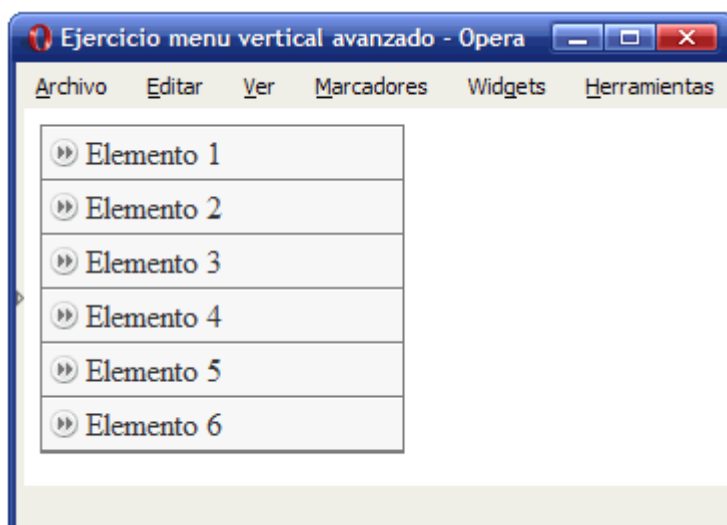 Ejercicio menu vertical avanzado - Opera
Archivo Editar Ver Marcadores Widgets Herramientas
Elemento 1
Elemento 2
Elemento 3
Elemento 4
Elemento 5
Elemento 6